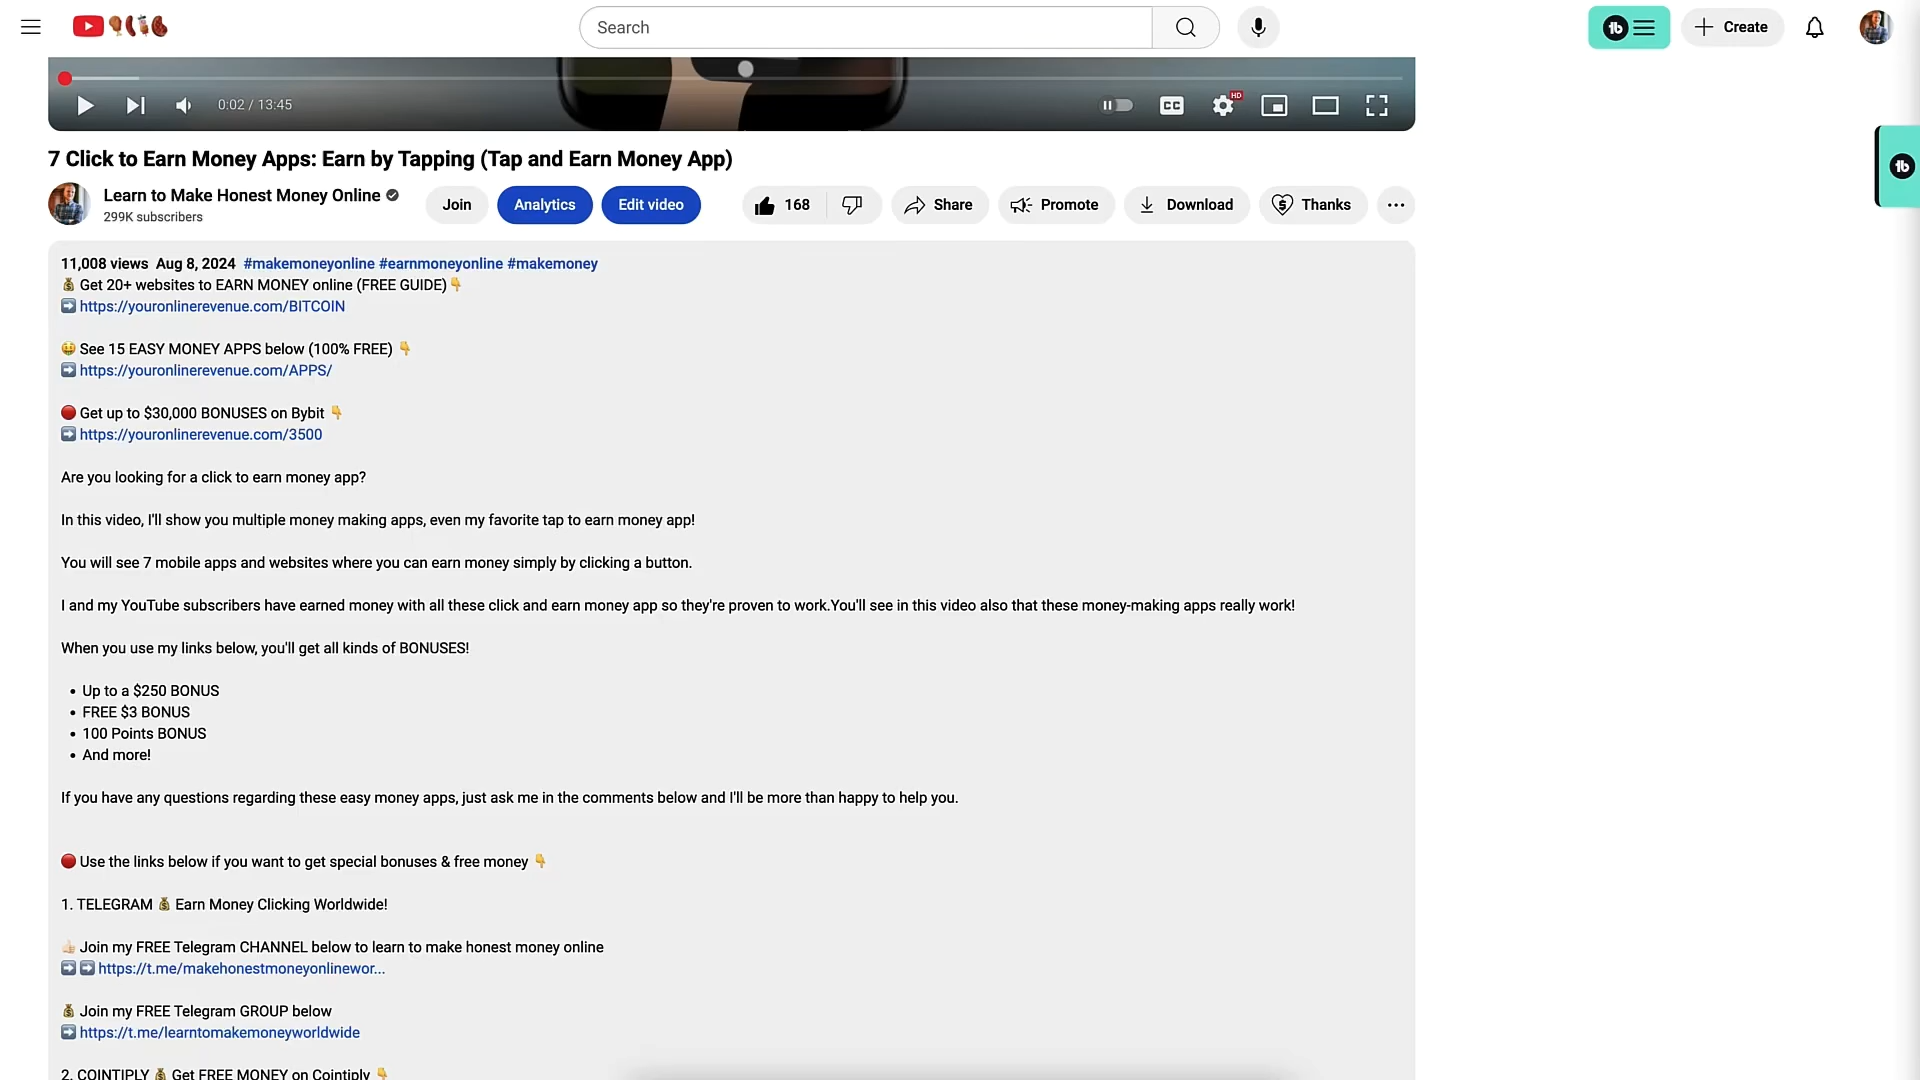 Search
Create
0:02 / 13:45
CC
HD
7 Click to Earn Money Apps: Earn by Tapping (Tap and Earn Money App)
Learn to Make Honest Money Online
299K subscribers
Join
Analytics
Edit video
168
Share
Promote
Download
Thanks
11,008 views Aug 8, 2024 #makemoneyonline #earnmoneyonline #makemoney
💰 Get 20+ websites to EARN MONEY online (FREE GUIDE)👇
➡️ https://youronlinerevenue.com/BITCOIN
🤑 See 15 EASY MONEY APPS below (100% FREE) 👇
➡️ https://youronlinerevenue.com/APPS/
🔴 Get up to $30,000 BONUSES on Bybit 👇
➡️ https://youronlinerevenue.com/3500
Are you looking for a click to earn money app?
In this video, I'll show you multiple money making apps, even my favorite tap to earn money app!
You will see 7 mobile apps and websites where you can earn money simply by clicking a button.
I and my YouTube subscribers have earned money with all these click and earn money app so they're proven to work.You'll see in this video also that these money-making apps really work!
When you use my links below, you'll get all kinds of BONUSES!
• Up to a $250 BONUS
• FREE $3 BONUS
• 100 Points BONUS
• And more!
If you have any questions regarding these easy money apps, just ask me in the comments below and I'll be more than happy to help you.
🔴 Use the links below if you want to get special bonuses & free money 👇
1. TELEGRAM 💰 Earn Money Clicking Worldwide!
👍🏻 Join my FREE Telegram CHANNEL below to learn to make honest money online
➡️ ➡️ https://t.me/makehonestmoneyonlinewor...
💰 Join my FREE Telegram GROUP below
➡️ https://t.me/learntomakemoneyworldwide
2. COINTIPLY 💰 Get FREE MONEY on Cointiply 👇